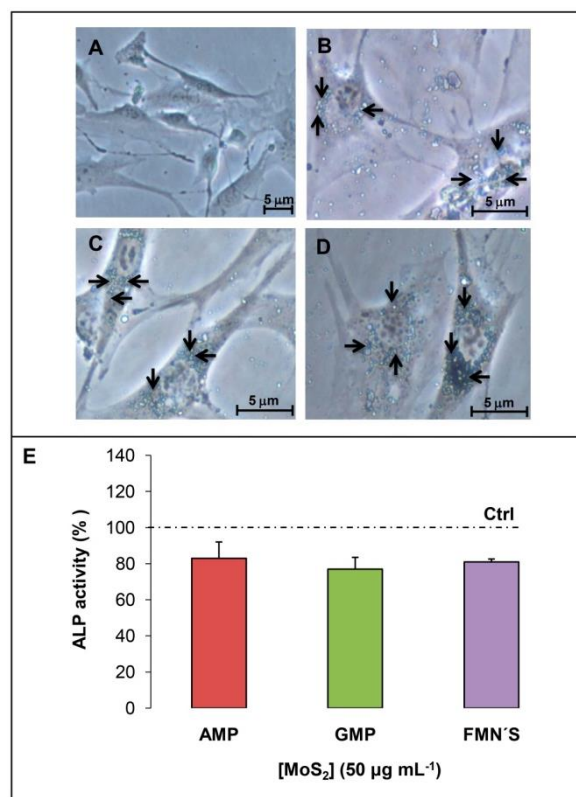 A
5 μm
B
5 μm
C
5 μm
D
5 μm
E
ALP activity (%)
140
120
100
80
60
40
20
0
Ctrl
AMP GMP FMN´S
[MoS₂] (50 μg mL⁻¹)